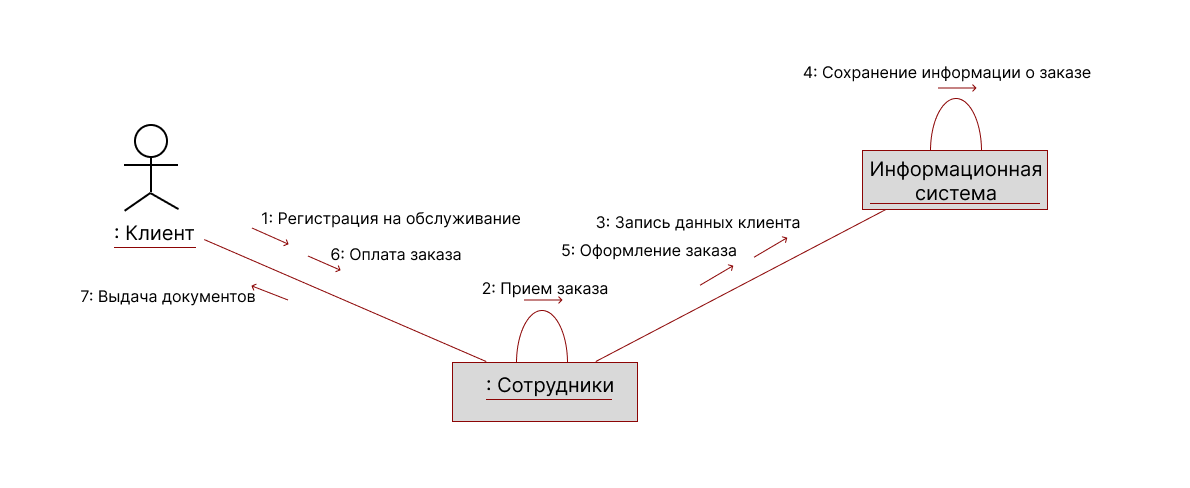 4: Сохранение информации о заказе
Информационная
система
: Клиент
1: Регистрация на обслуживание
6: Оплата заказа
7: Выдача документов
3: Запись данных клиента
5: Оформление заказа
2: Прием заказа
: Сотрудники